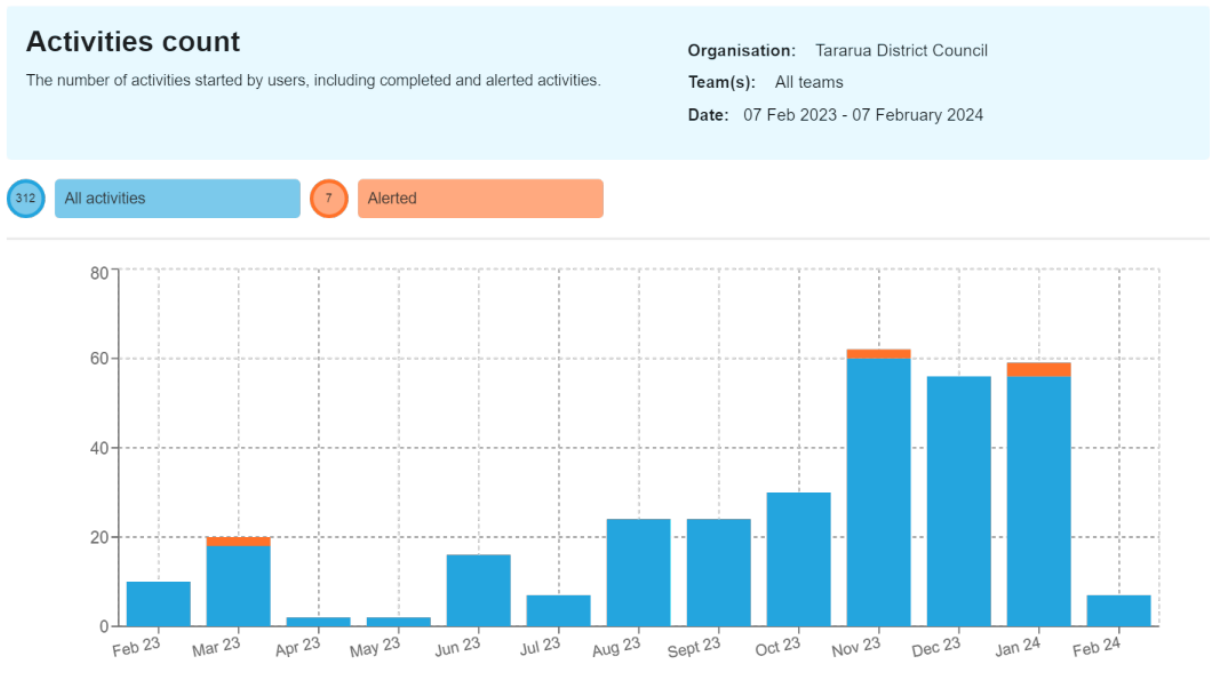 Activities count
The number of activities started by users, including completed and alerted activities.
Organisation: Tararua District Council
Team(s): All teams
Date: 07 Feb 2023 - 07 February 2024
312 All activities 7 Alerted
80
60
40
20
0
Feb 23 Mar 23 Apr 23 May 23 Jun 23 Jul 23 Aug 23 Sept 23 Oct 23 Nov 23 Dec 23 Jan 24 Feb 24